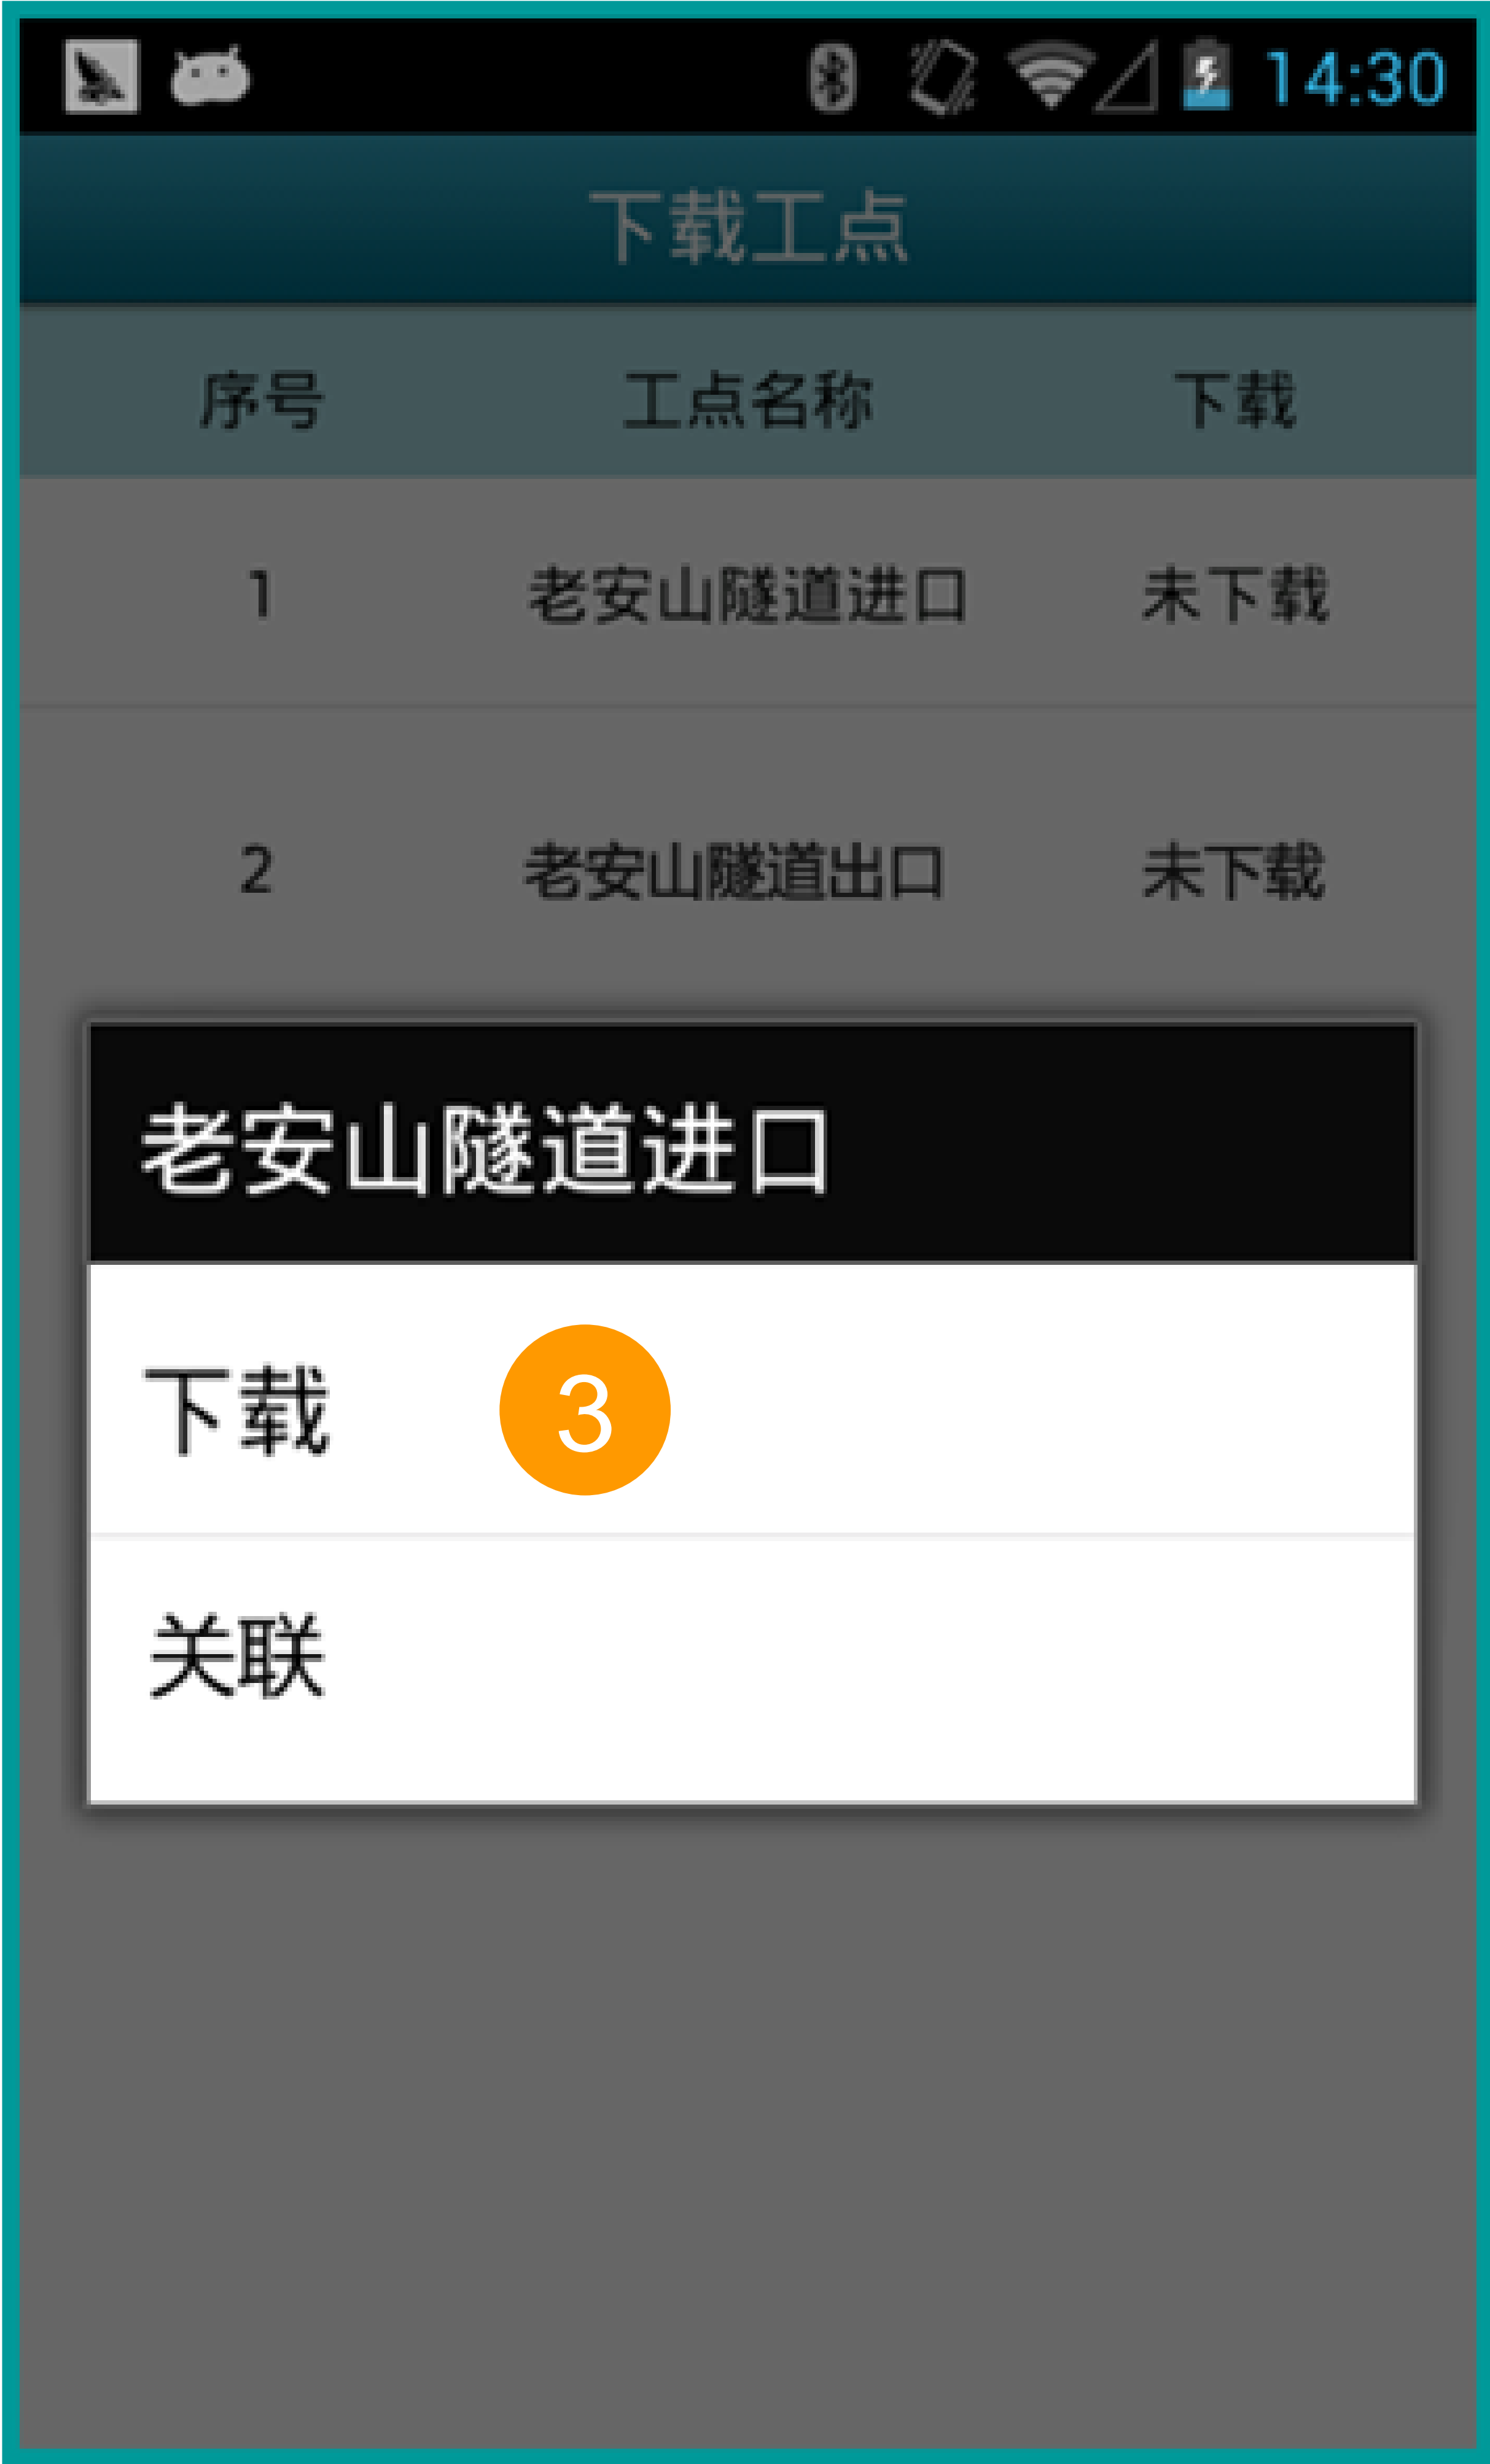 14:30
下载工点
序号 工点名称 下载
1 老安山隧道进口 未下载
2 老安山隧道出口 未下载
老安山隧道进口
下载 3
关联